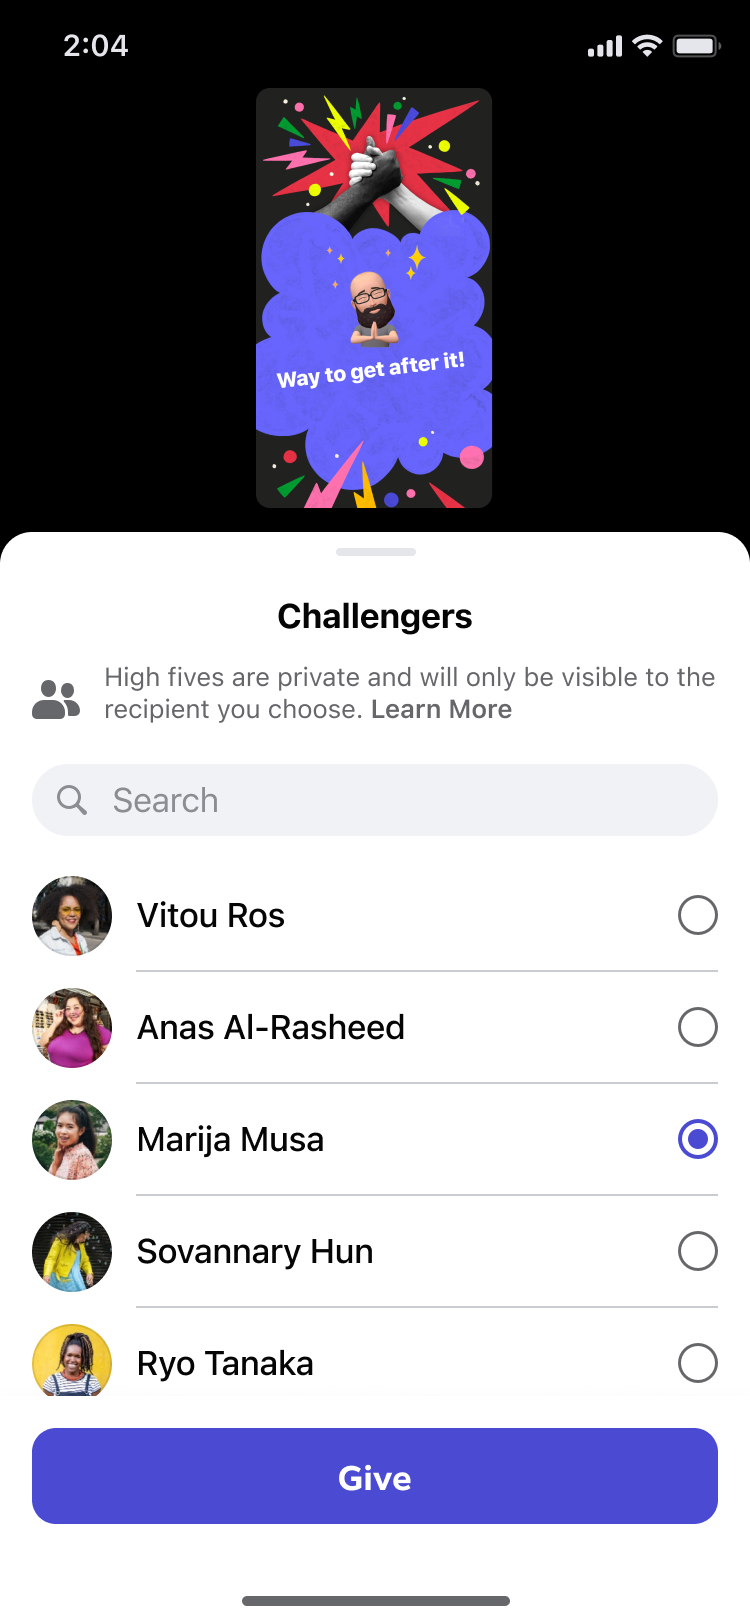 2:04
Way to get after it!
Challengers
High fives are private and will only be visible to the
recipient you choose. Learn More
Search
Vitou Ros
Anas Al-Rasheed
Marija Musa
Sovannary Hun
Ryo Tanaka
Give